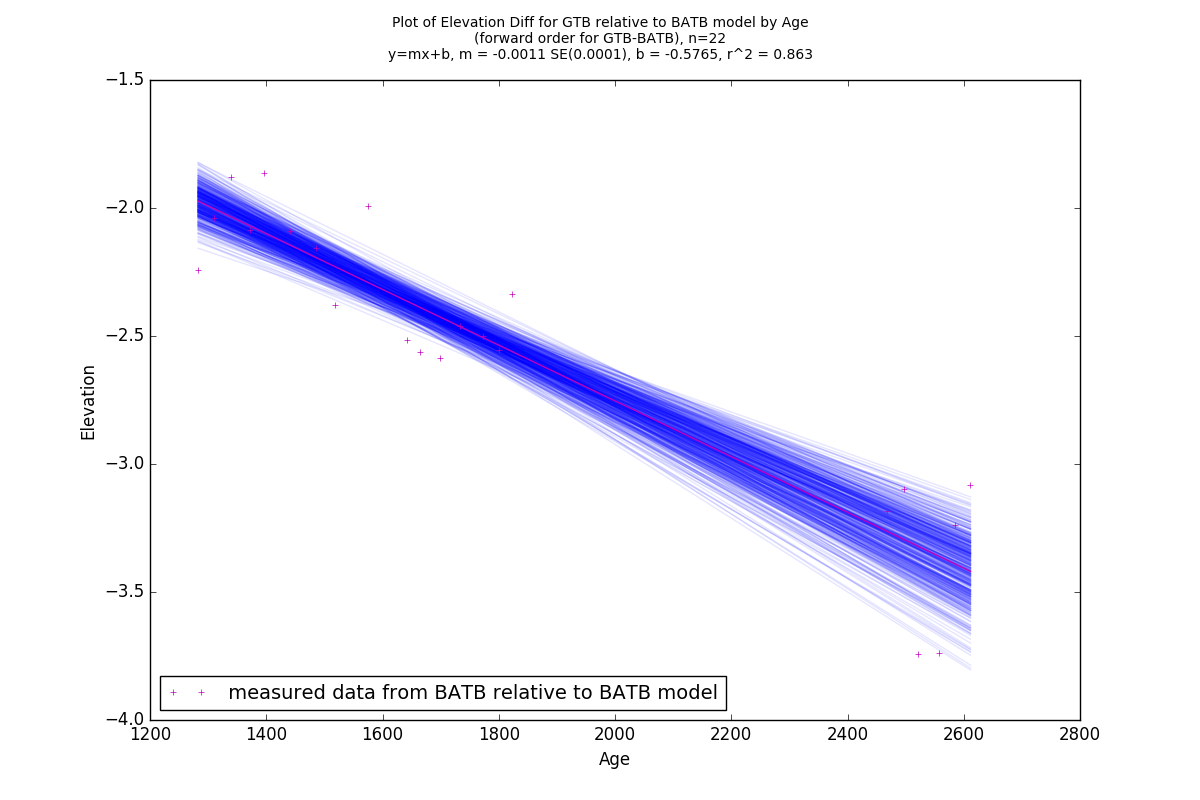 Plot of Elevation Diff for GTB relative to BATB model by Age
(forward order for GTB-BATB), n=22
y=mx+b, m = -0.0011 SE(0.0001), b = -0.5765, r^2 = 0.863
−1.5
−2.0
−2.5
−3.0
−3.5
−4.0
Elevation
measured data from BATB relative to BATB model
1200 1400 1600 1800 2000 2200 2400 2600 2800
Age